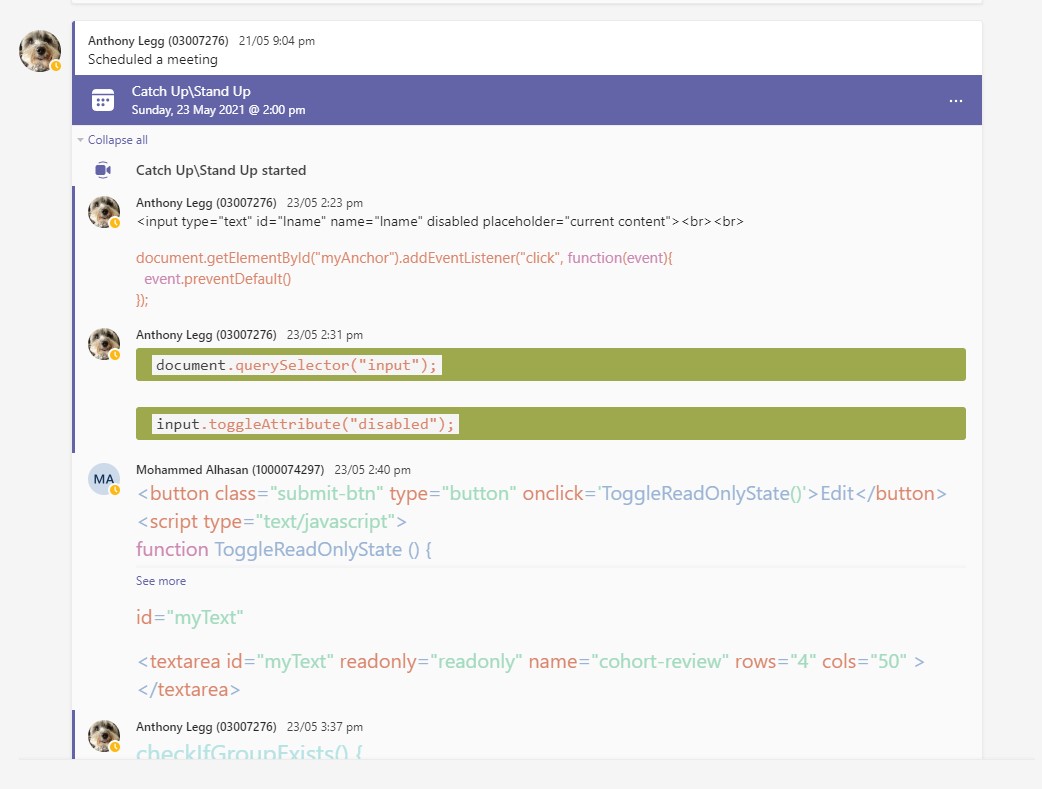 Anthony Legg (03007276) 21/05 9:04 pm
Scheduled a meeting
Catch Up\Stand Up
Sunday, 23 May 2021 @ 2:00 pm
...
Collapse all
Catch Up\Stand Up started
Anthony Legg (03007276) 23/05 2:23 pm
<input type="text" id="lname" name="lname" disabled placeholder="current content"><br><br>
document.getElementById("myAnchor").addEventListener("click", function(event){
event.preventDefault()
});
Anthony Legg (03007276) 23/05 2:31 pm
document.querySelector("input");
input.toggleAttribute("disabled");
MA
Mohammed Alhasan (1000074297) 23/05 2:40 pm
<button class="submit-btn" type="button" onclick='ToggleReadOnlyState()'>Edit</button>
<script type="text/javascript">
function ToggleReadOnlyState () {
See more
id="myText"
<textarea id="myText" readonly="readonly" name="cohort-review" rows="4" cols="50" >
</textarea>
Anthony Legg (03007276) 23/05 3:37 pm
checkIfGroupExists() {